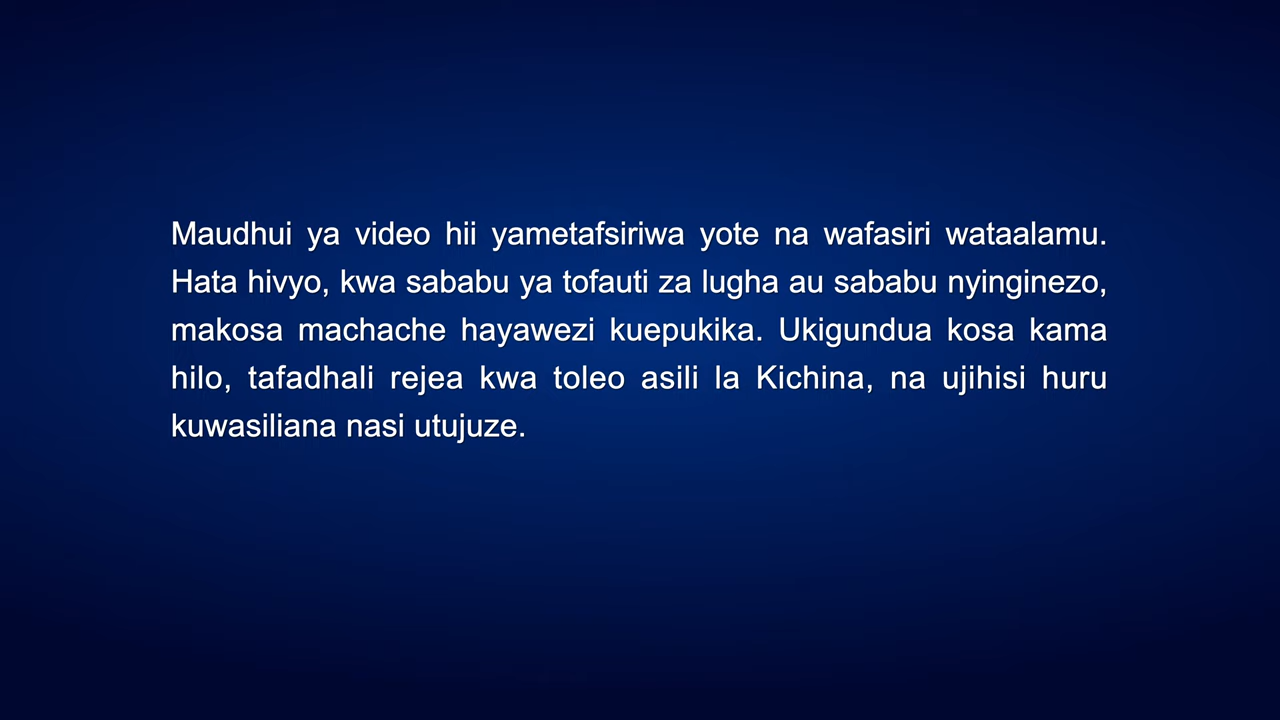 Maudhui ya video hii yametafsiriwa yote na wafasiri wataalamu.
Hata hivyo, kwa sababu ya tofauti za lugha au sababu nyinginezo,
makosa machache hayawezi kuepukika. Ukigundua kosa kama
hilo, tafadhali rejea kwa toleo asili la Kichina, na ujihisi huru
kuwasiliana nasi utujuze.